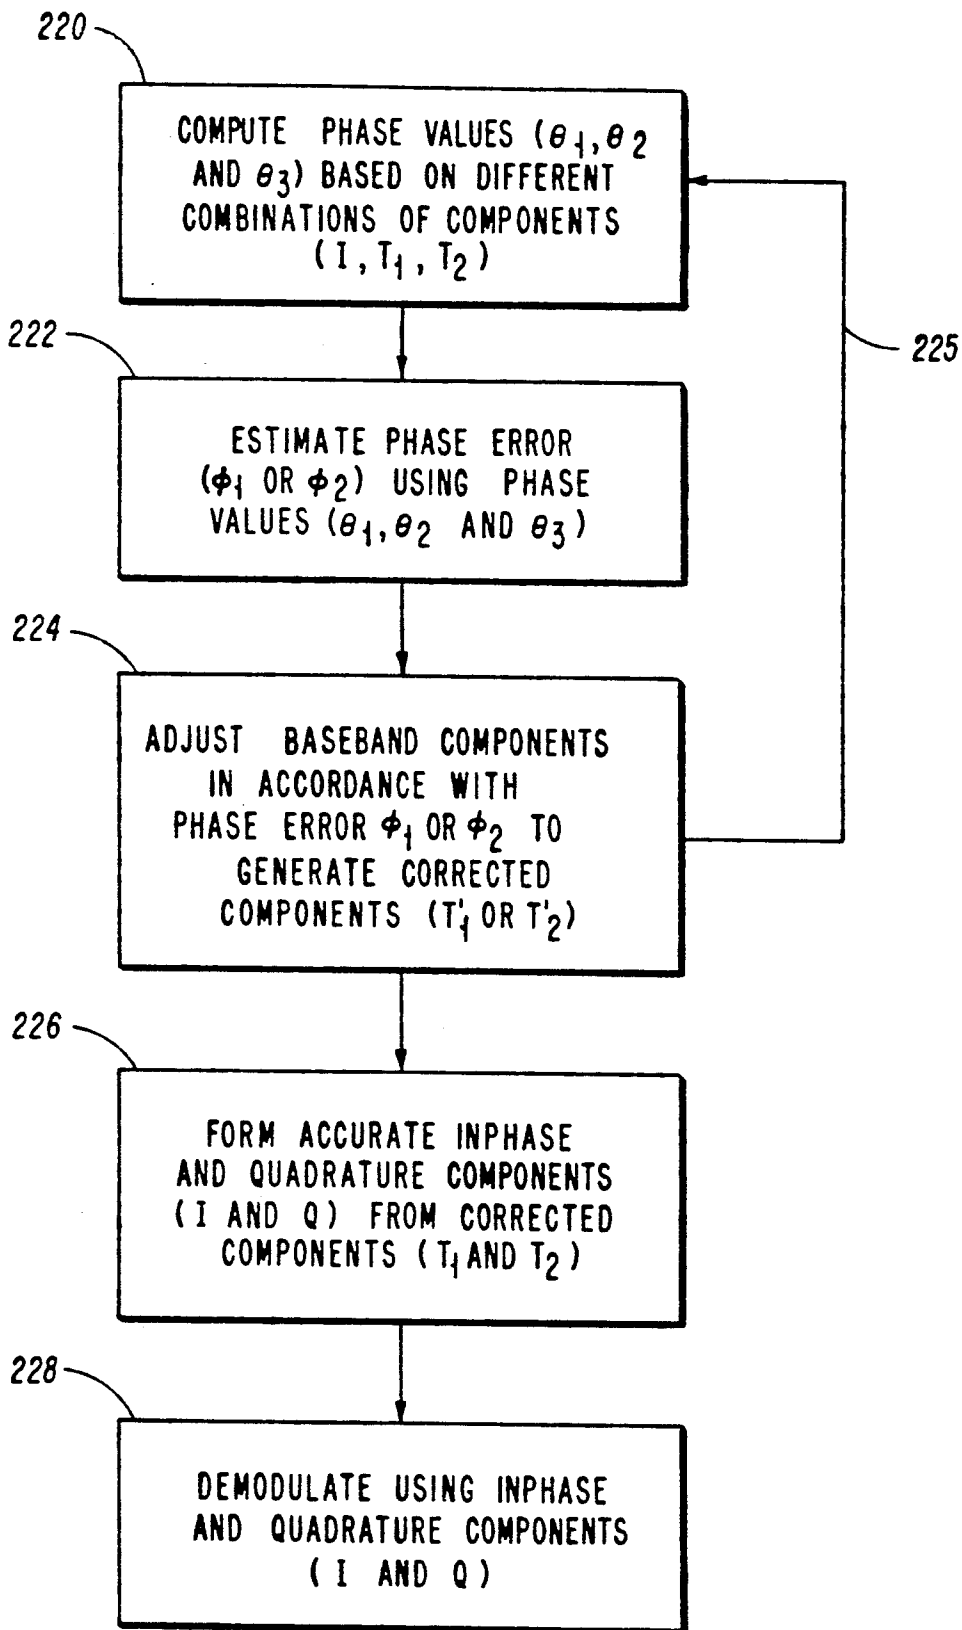 220
COMPUTE PHASE VALUES (θ1, θ2
AND θ3) BASED ON DIFFERENT
COMBINATIONS OF COMPONENTS
(I, T1, T2)
222
225
ESTIMATE PHASE ERROR
(ϕ1 OR ϕ2) USING PHASE
VALUES (θ1, θ2 AND θ3)
224
ADJUST BASEBAND COMPONENTS
IN ACCORDANCE WITH
PHASE ERROR ϕ1 OR ϕ2 TO
GENERATE CORRECTED
COMPONENTS (T'1 OR T'2)
226
FORM ACCURATE INPHASE
AND QUADRATURE COMPONENTS
(I AND Q) FROM CORRECTED
COMPONENTS (T1 AND T2)
228
DEMODULATE USING INPHASE
AND QUADRATURE COMPONENTS
(I AND Q)